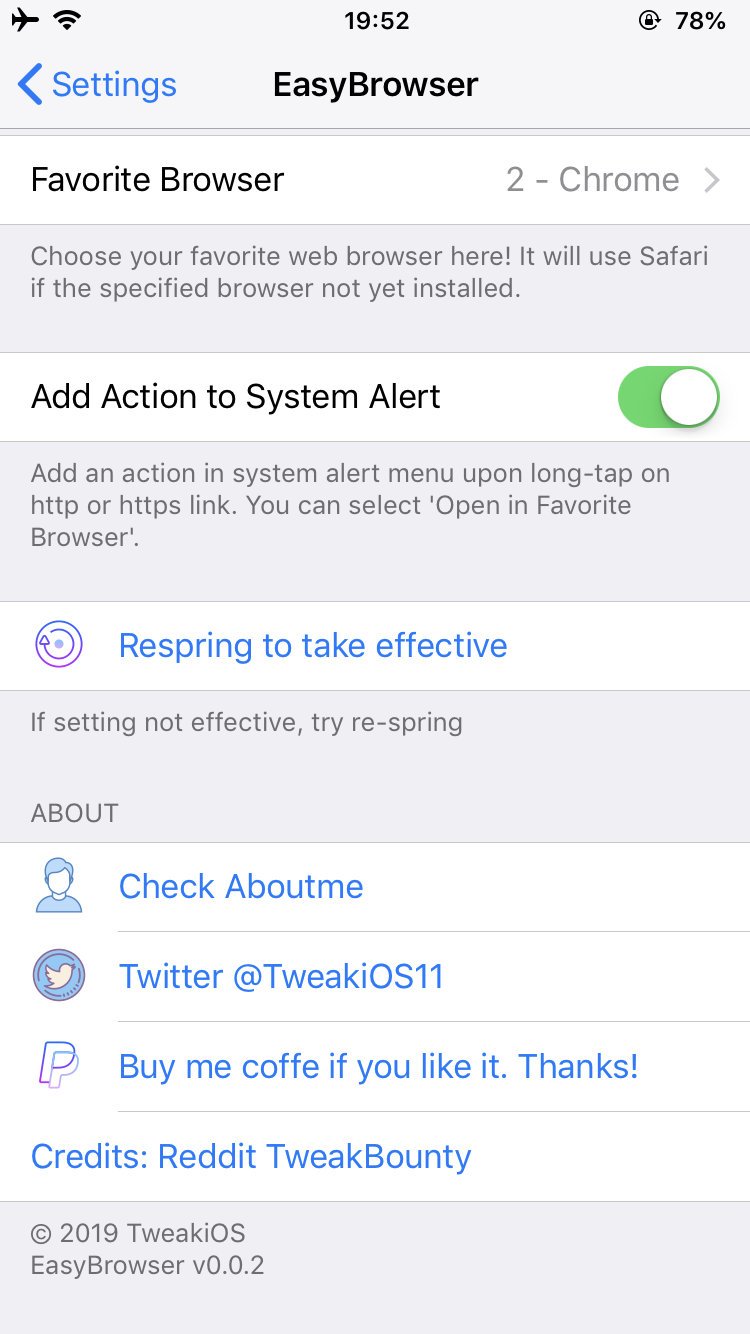 19:52
78%
Settings
EasyBrowser
Favorite Browser
2 - Chrome
Choose your favorite web browser here! It will use Safari
if the specified browser not yet installed.
Add Action to System Alert
Add an action in system alert menu upon long-tap on
http or https link. You can select 'Open in Favorite
Browser'.
Respring to take effective
If setting not effective, try re-spring
ABOUT
Check Aboutme
Twitter @TweakiOS11
Buy me coffe if you like it. Thanks!
Credits: Reddit TweakBounty
© 2019 TweakiOS
EasyBrowser v0.0.2